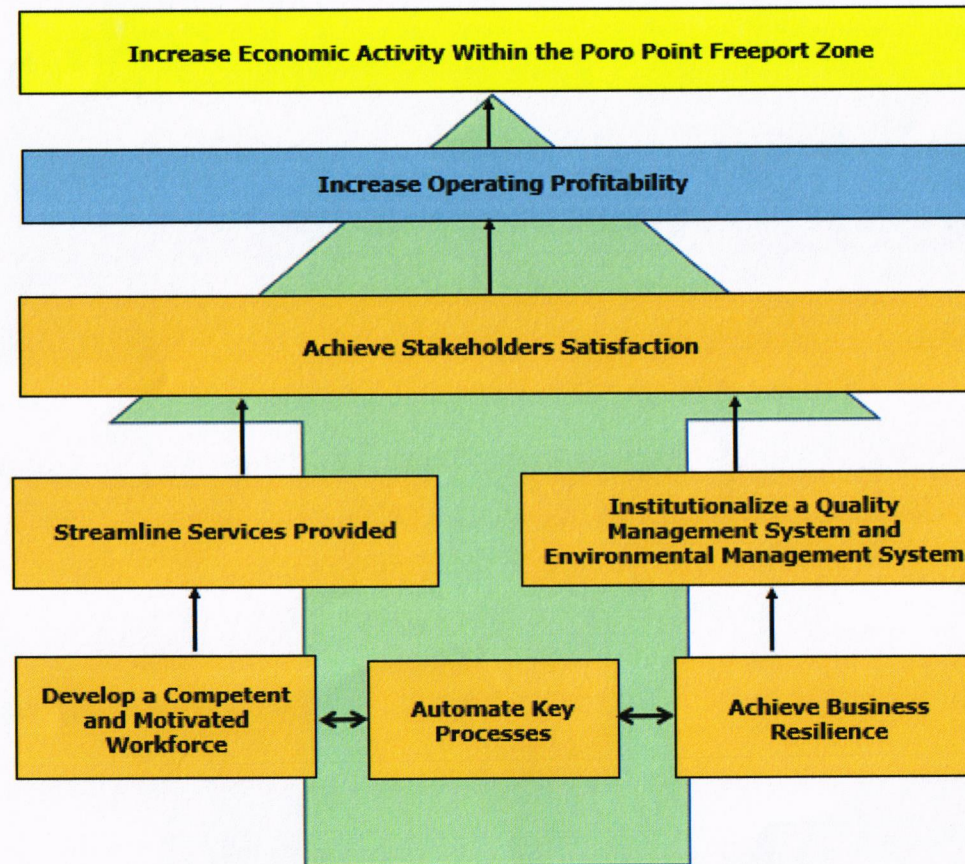 Increase Economic Activity Within the Poro Point Freeport Zone
Increase Operating Profitability
Achieve Stakeholders Satisfaction
Streamline Services Provided
Institutionalize a Quality
Management System and
Environmental Management System
Develop a Competent
and Motivated
Workforce
Automate Key
Processes
Achieve Business
Resilience